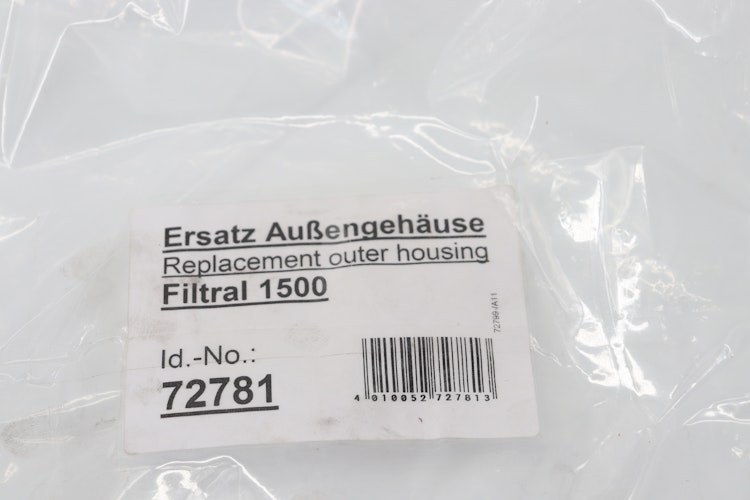 Ersatz Außengehäuse
Replacement outer housing
Filtral 1500
72799-/A11
Id.-No.:
72781
4 010052 727813